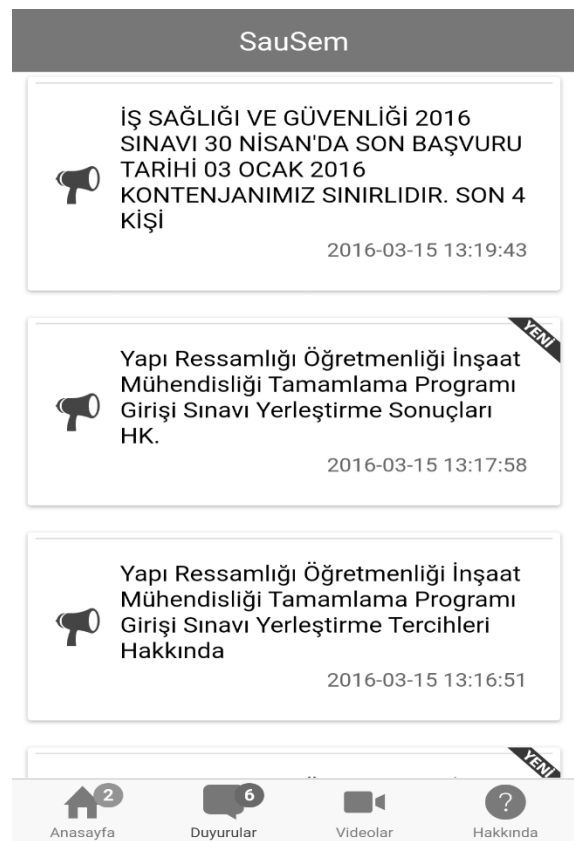 SauSem
İŞ SAĞLIĞI VE GÜVENLİĞİ 2016
SINAVI 30 NİSAN'DA SON BAŞVURU
TARİHİ 03 OCAK 2016
KONTENJANIMIZ SINIRLIDIR. SON 4
KİŞİ
2016-03-15 13:19:43
YENİ
Yapı Ressamlığı Öğretmenliği İnşaat
Mühendisliği Tamamlama Programı
Girişi Sınavı Yerleştirme Sonuçları
HK.
2016-03-15 13:17:58
Yapı Ressamlığı Öğretmenliği İnşaat
Mühendisliği Tamamlama Programı
Girişi Sınavı Yerleştirme Tercihleri
Hakkında
2016-03-15 13:16:51
YENİ
2
6
?
Anasayfa Duyurular Videolar Hakkında